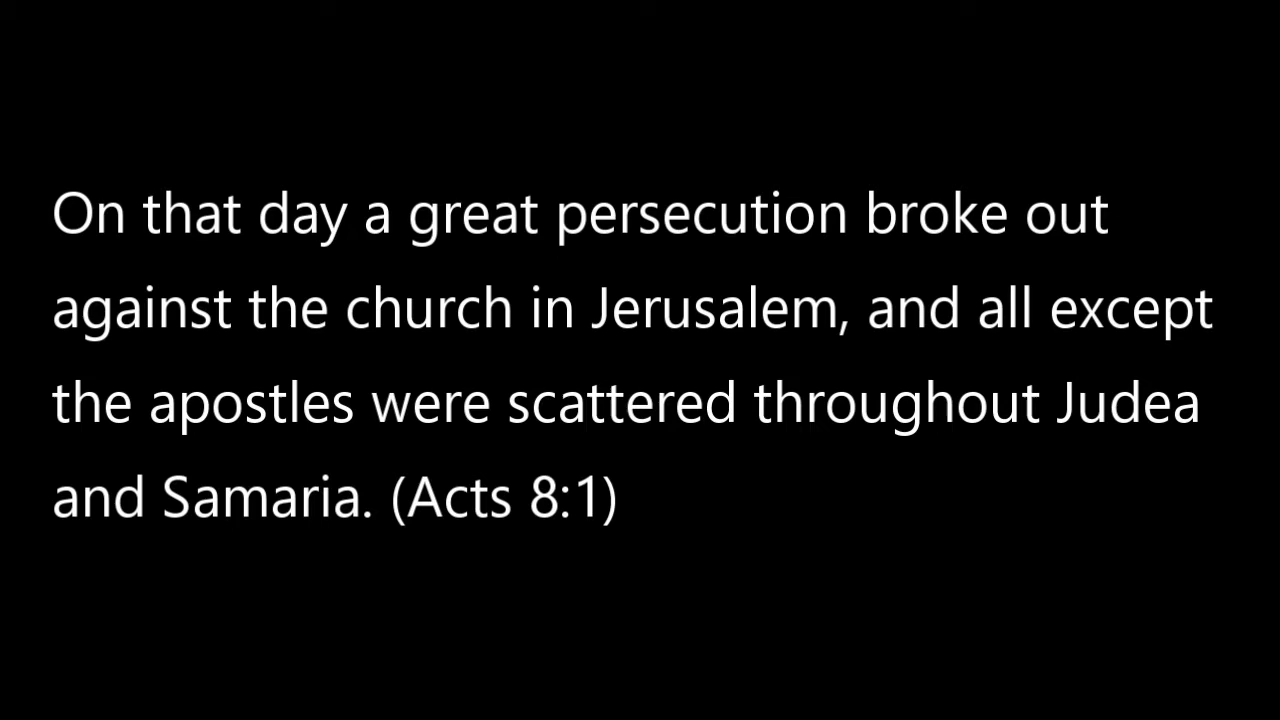 On that day a great persecution broke out
against the church in Jerusalem, and all except
the apostles were scattered throughout Judea
and Samaria. (Acts 8:1)